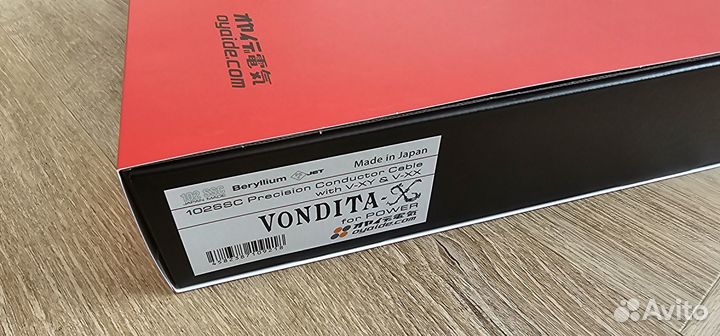 オヤイデ電気
oyaide.com
102 SSC Beryllium JET Made in Japan
102SSC Precision Conductor Cable
with V-XY & V-XX
VONDITA-X
for POWER
オヤイデ電気
oyaide.com
Avito